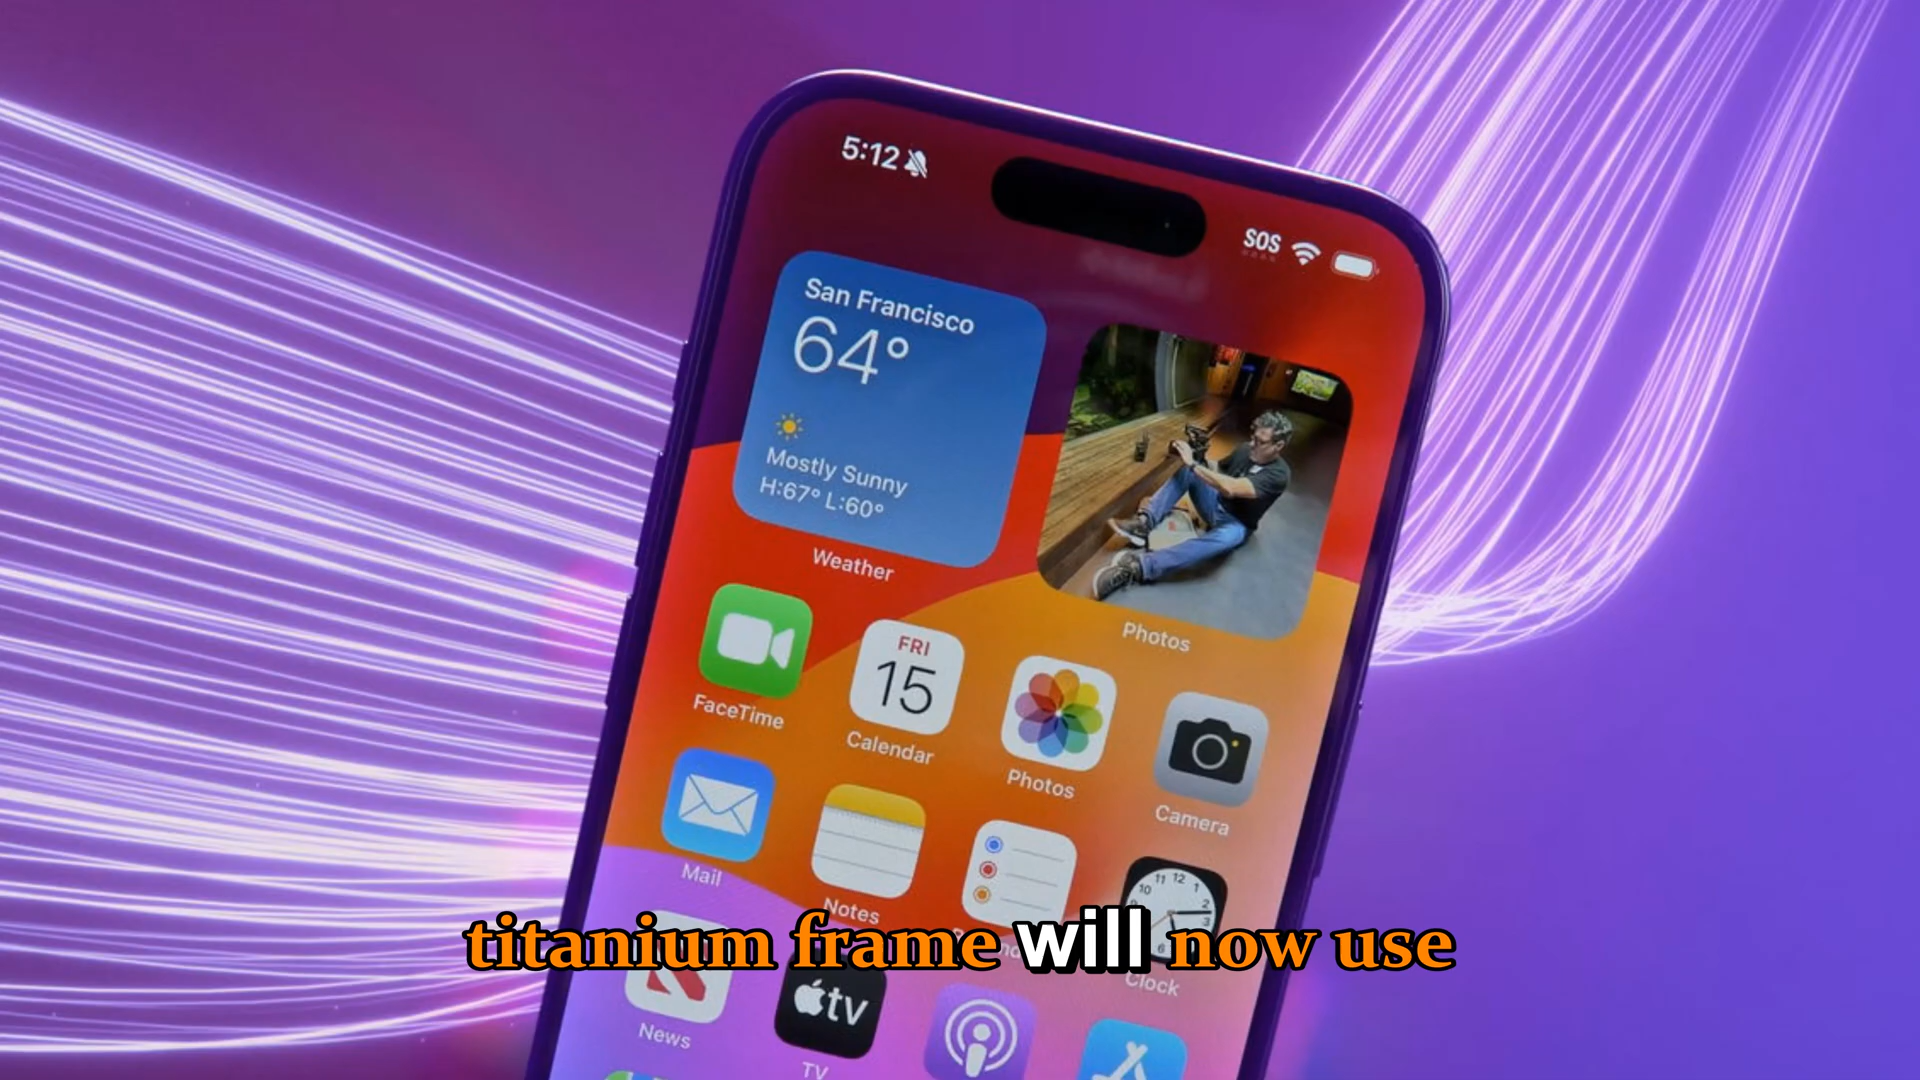 5:12
SOS
San Francisco
64°
Mostly Sunny
H:67° L:60°
Weather
Photos
FaceTime
FRI
15
Calendar
Photos
Camera
Mail
Notes
Clock
titanium frame will now use
News
tv
TV